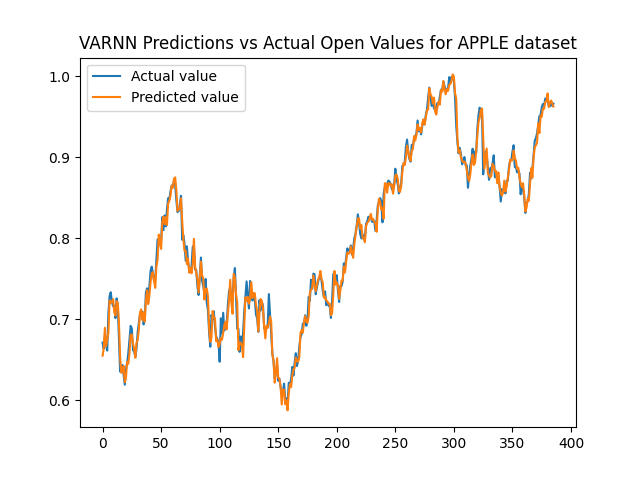 VARNN Predictions vs Actual Open Values for APPLE dataset
Actual value
Predicted value
1.0
0.9
0.8
0.7
0.6
0 50 100 150 200 250 300 350 400